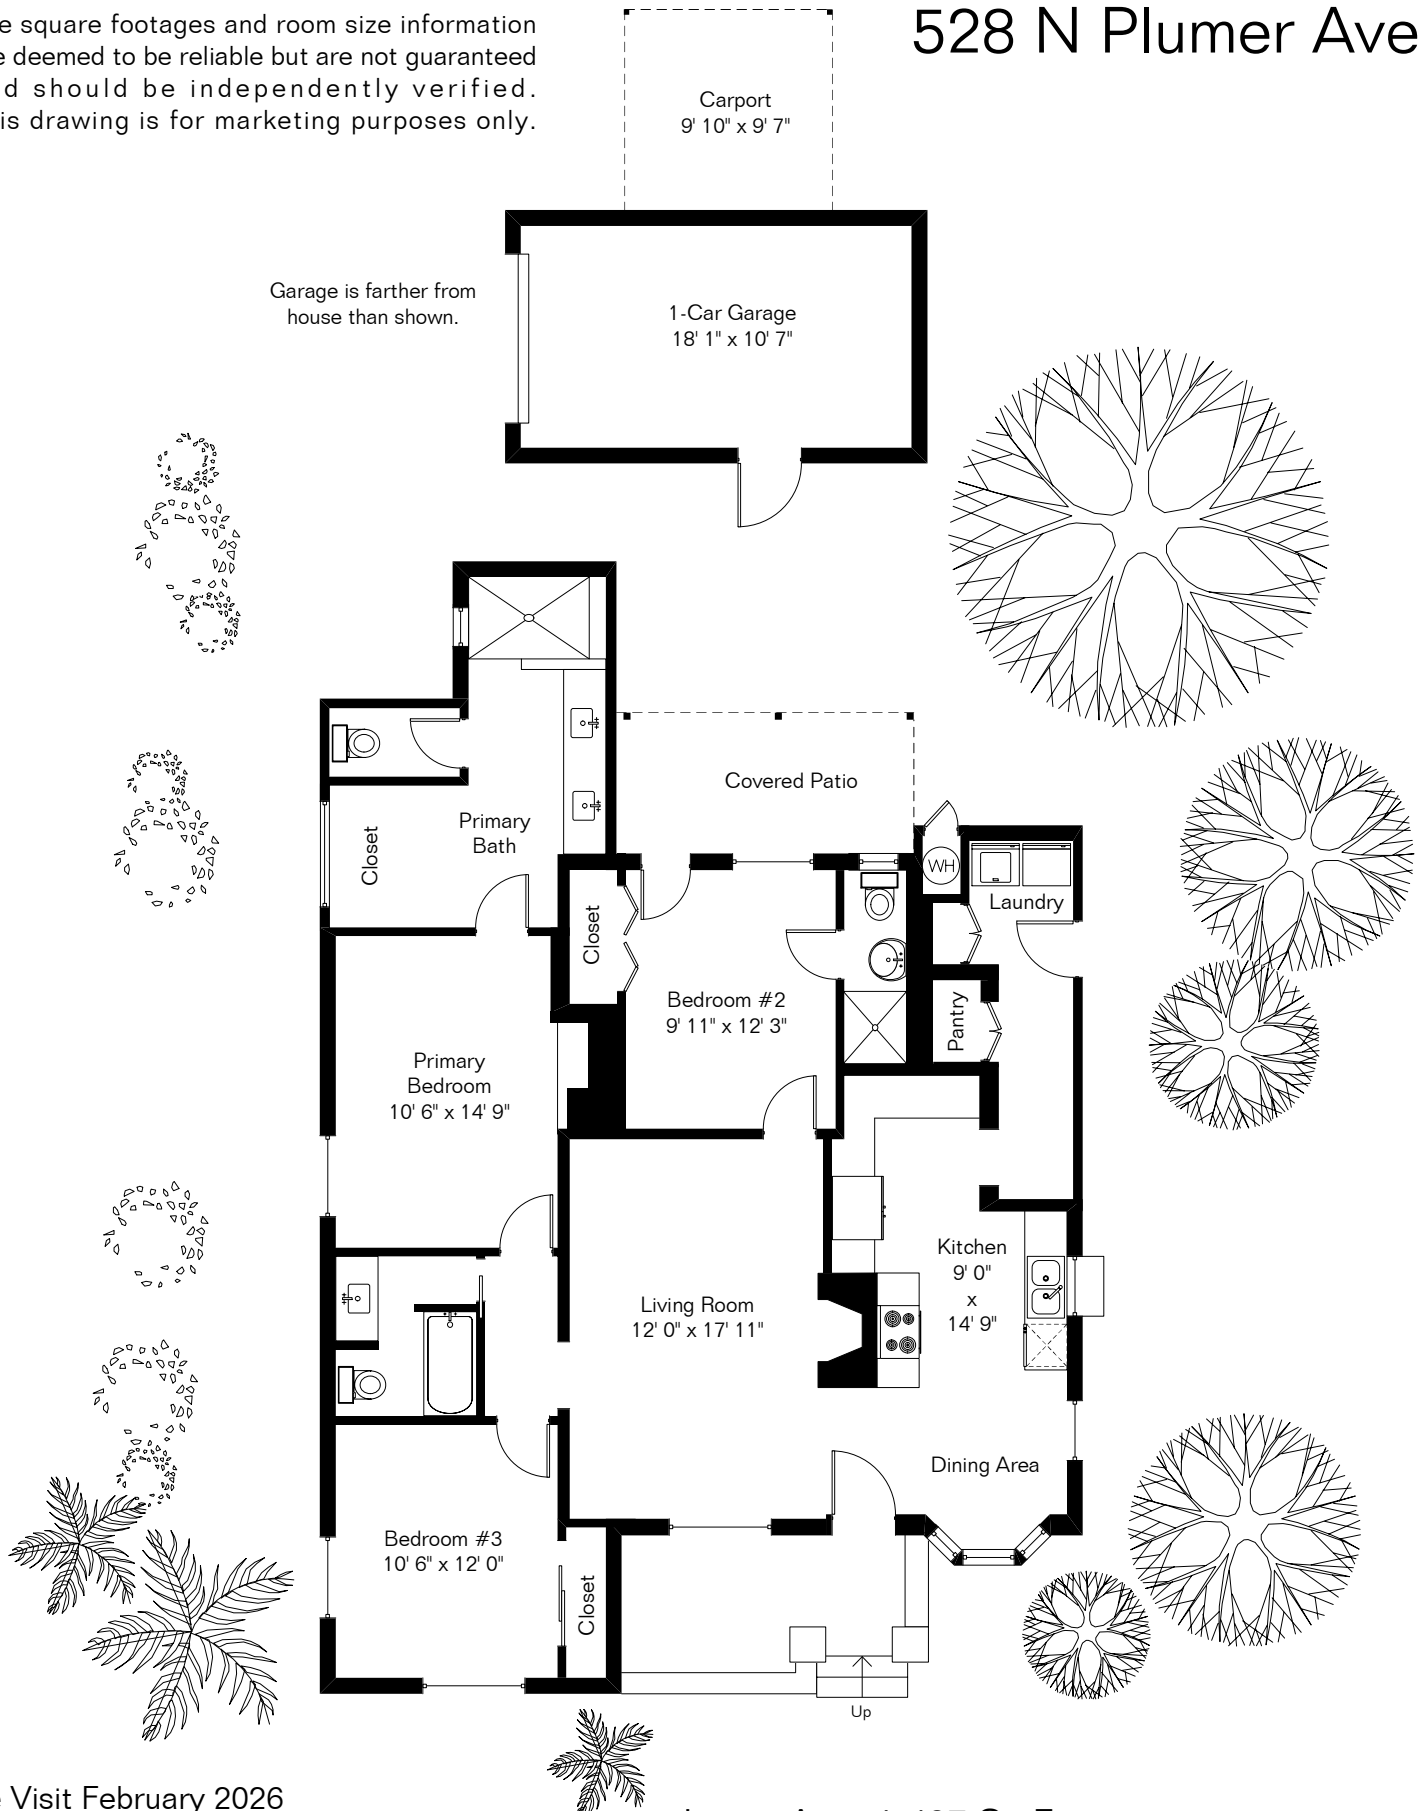 528 N Plumer Ave
square footages and room size information
deemed to be reliable but are not guaranteed
should be independently verified.
drawing is for marketing purposes only.
Carport
9' 10" x 9' 7"
Garage is farther from
house than shown.
1-Car Garage
18' 1" x 10' 7"
Covered Patio
Primary
Bath
Closet
WH
Laundry
Closet
Bedroom #2
9' 11" x 12' 3"
Pantry
Primary
Bedroom
10' 6" x 14' 9"
Kitchen
9' 0"
x
14' 9"
Living Room
12' 0" x 17' 11"
Dining Area
Bedroom #3
10' 6" x 12' 0"
Closet
Up
Visit February 2026